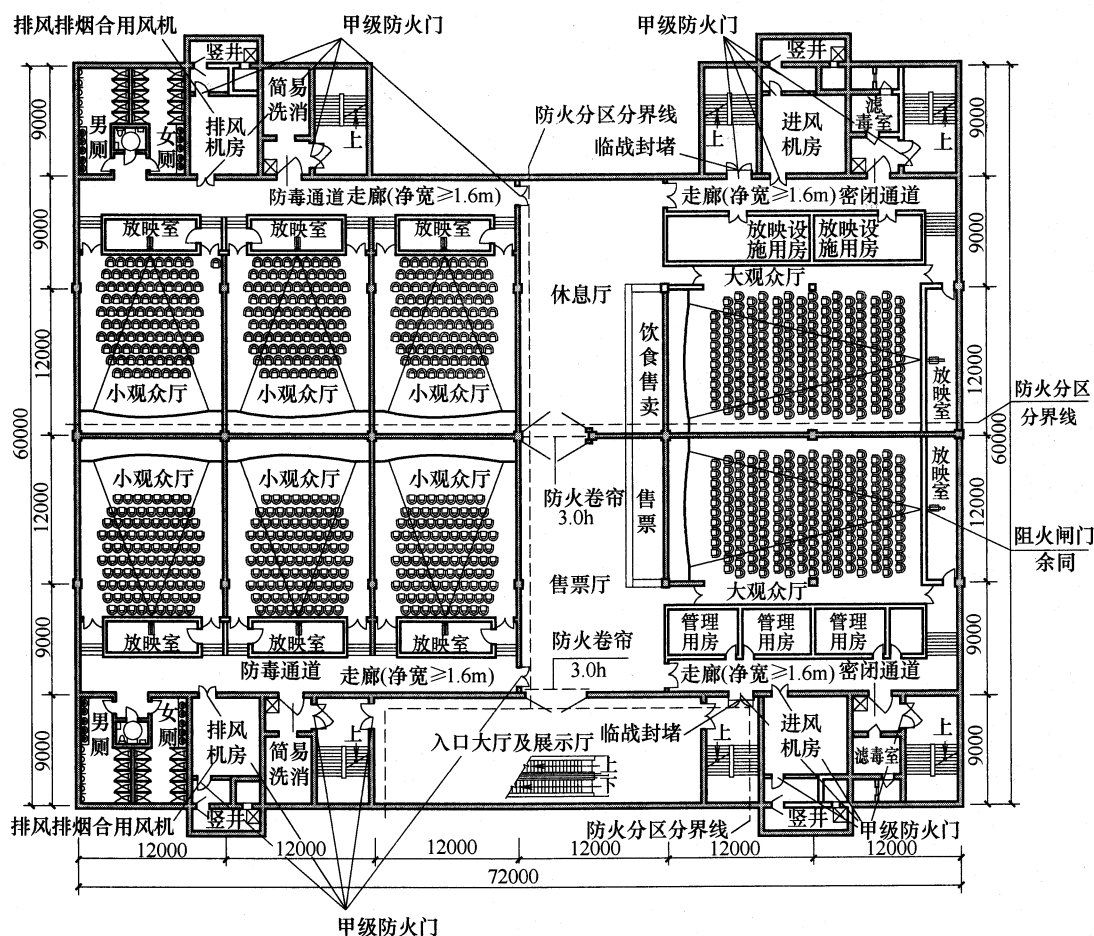 排风排烟合用风机
甲级防火门
甲级防火门
竖井
竖井
简易
洗消
男
厕
女
厕
排风
机房
上
防火分区分界线
临战封堵
进风
机房
滤
毒室
上
上
9000
9000
防毒通道
走廊(净宽≥1.6m)
走廊(净宽≥1.6m)
密闭通道
放映室
放映室
放映室
放映设
施用房
放映设
施用房
9000
9000
大观众厅
休息厅
饮食售卖
12000
12000
放映室
小观众厅
小观众厅
小观众厅
防火分区
分界线
60000
60000
小观众厅
小观众厅
小观众厅
放映室
防火卷帘
3.0h
售票
12000
12000
阻火闸门
余同
售票厅
大观众厅
放映室
放映室
放映室
管理
用房
管理
用房
管理
用房
9000
9000
防火卷帘
3.0h
防毒通道
走廊(净宽≥1.6m)
走廊(净宽≥1.6m)
密闭通道
男
厕
女
厕
排风
机房
简易
洗消
上
入口大厅及展示厅
临战封堵
上
进风
机房
滤毒室
上
9000
9000
上
下
排风排烟合用风机
竖井
防火分区分界线
竖井
甲级防火门
12000
12000
12000
12000
12000
12000
72000
甲级防火门